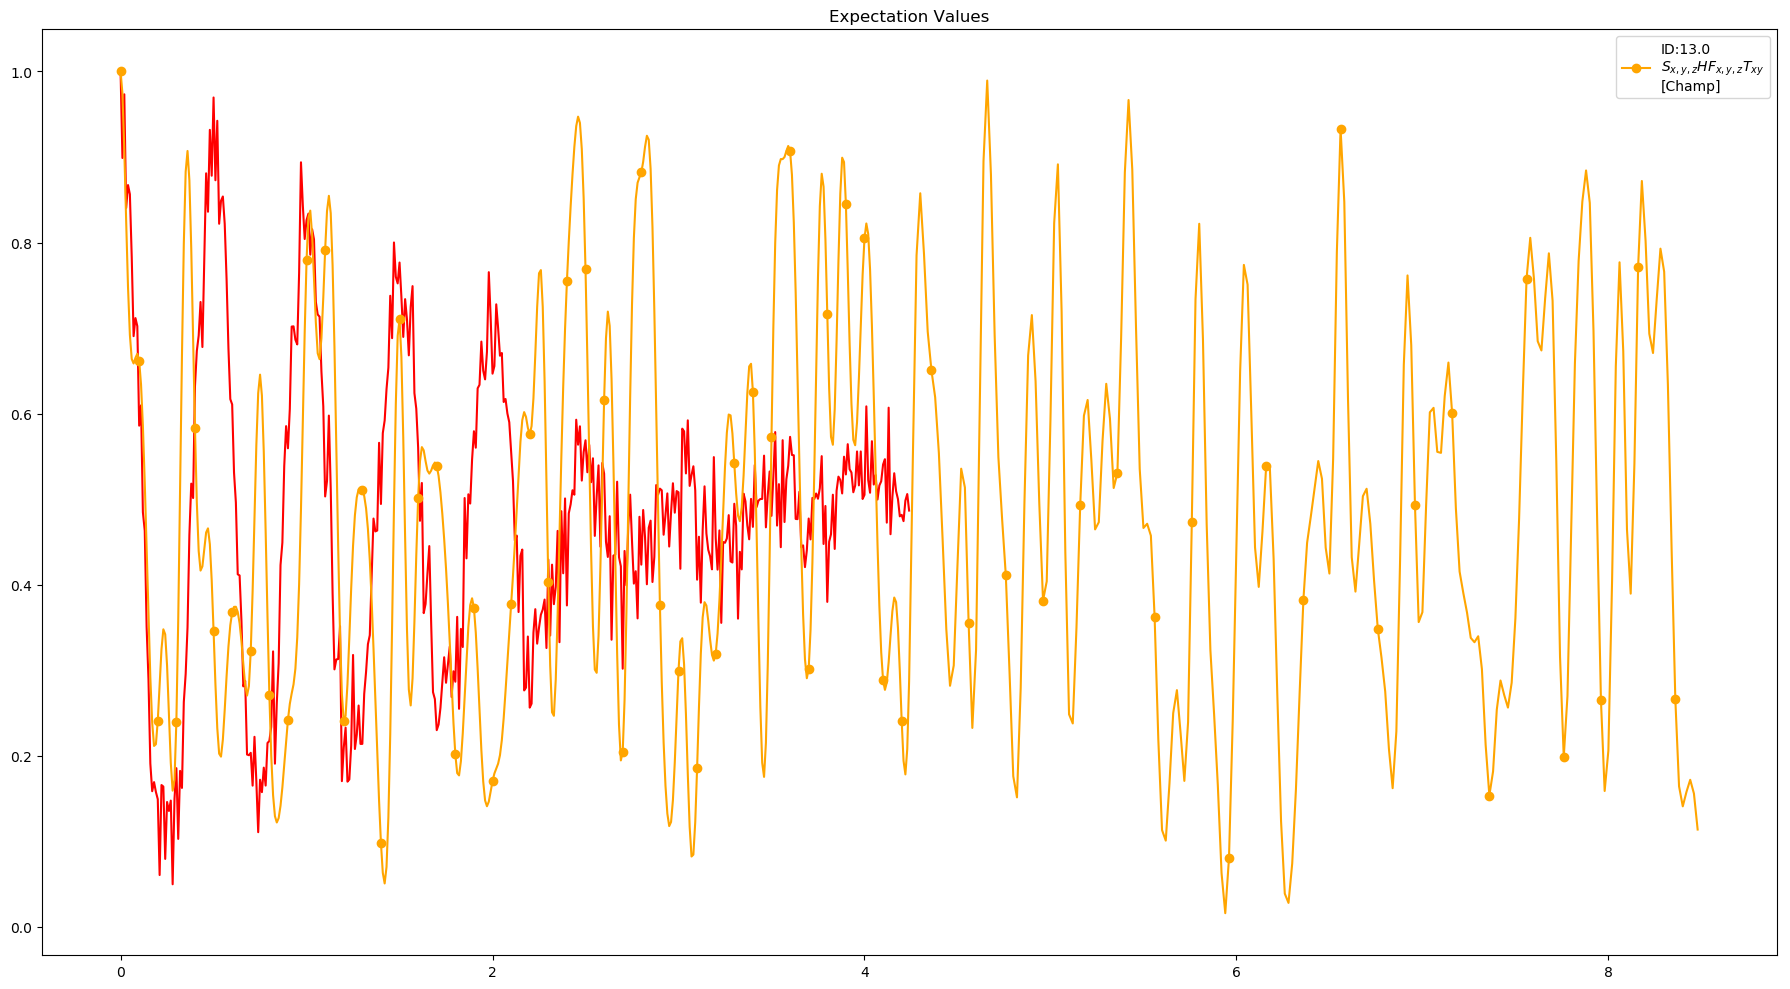 Expectation Values
ID:13.0
$S_{x,y,z}HF_{x,y,z}T_{xy}$
[Champ]
1.0
0.8
0.6
0.4
0.2
0.0
0 2 4 6 8